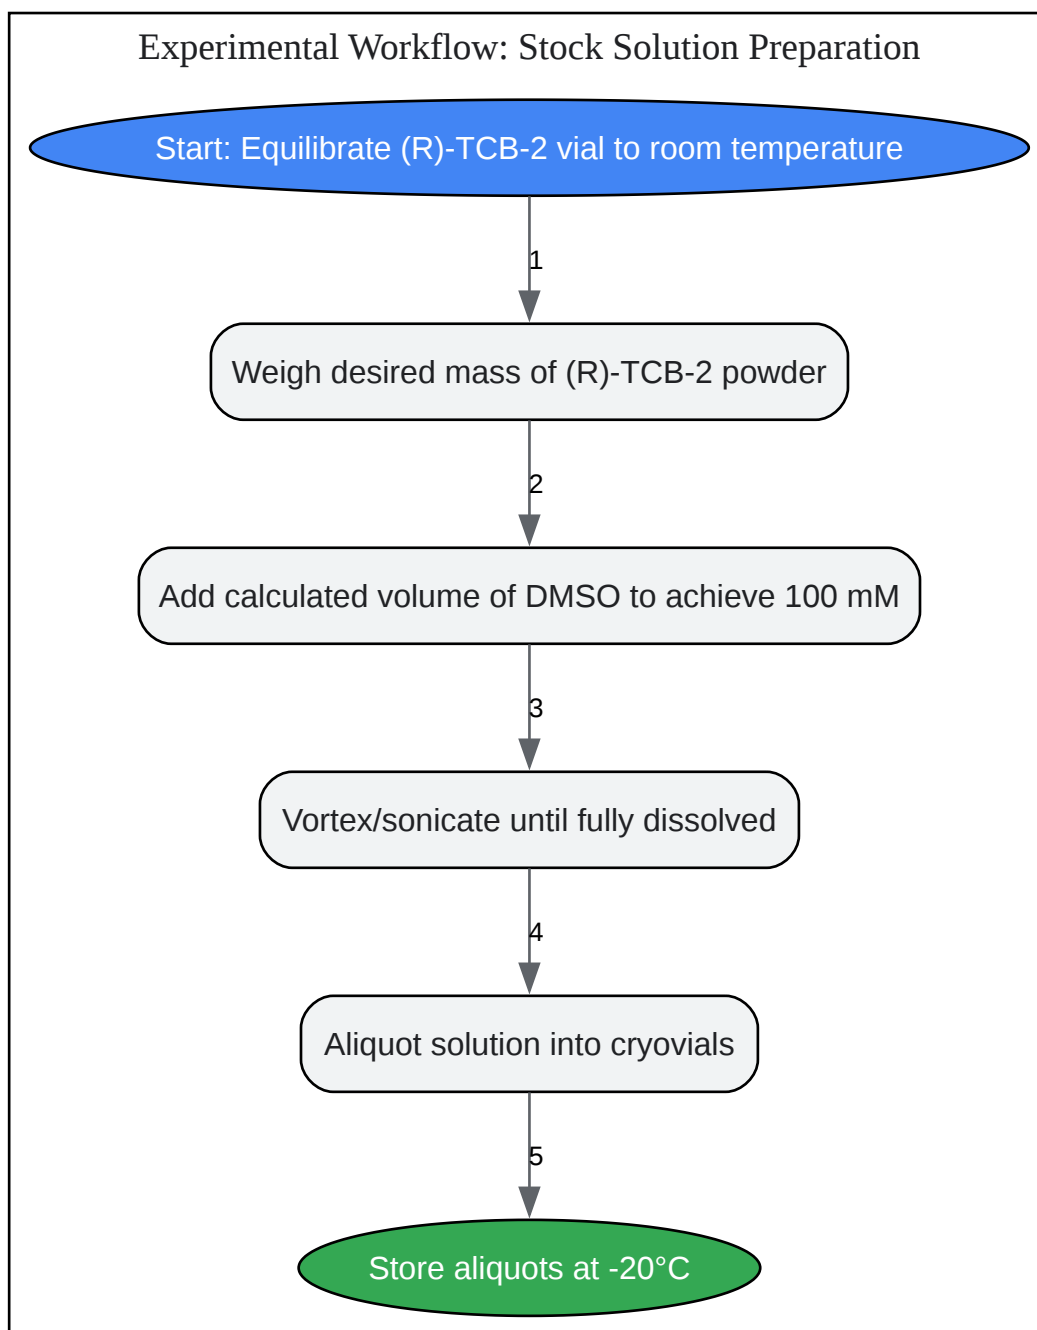 Experimental Workflow: Stock Solution Preparation
Start: Equilibrate (R)-TCB-2 vial to room temperature
1
Weigh desired mass of (R)-TCB-2 powder
2
Add calculated volume of DMSO to achieve 100 mM
3
Vortex/sonicate until fully dissolved
4
Aliquot solution into cryovials
5
Store aliquots at -20°C